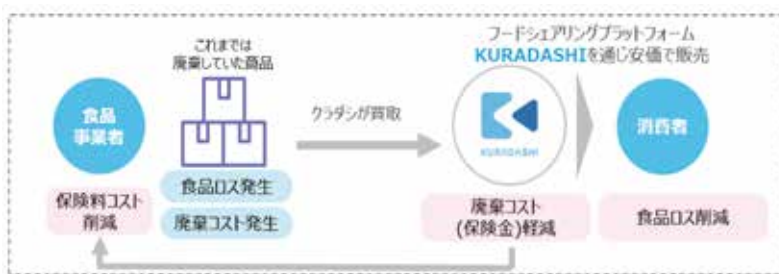 これまでは
廃棄していた商品
フードシェアリングプラットフォーム
KURADASHIを通じ安価で販売
食品
事業者
クラダシが買取
KURADASHI
消費者
食品ロス発生
廃棄コスト発生
保険料コスト
削減
廃棄コスト
(保険金)軽減
食品ロス削減